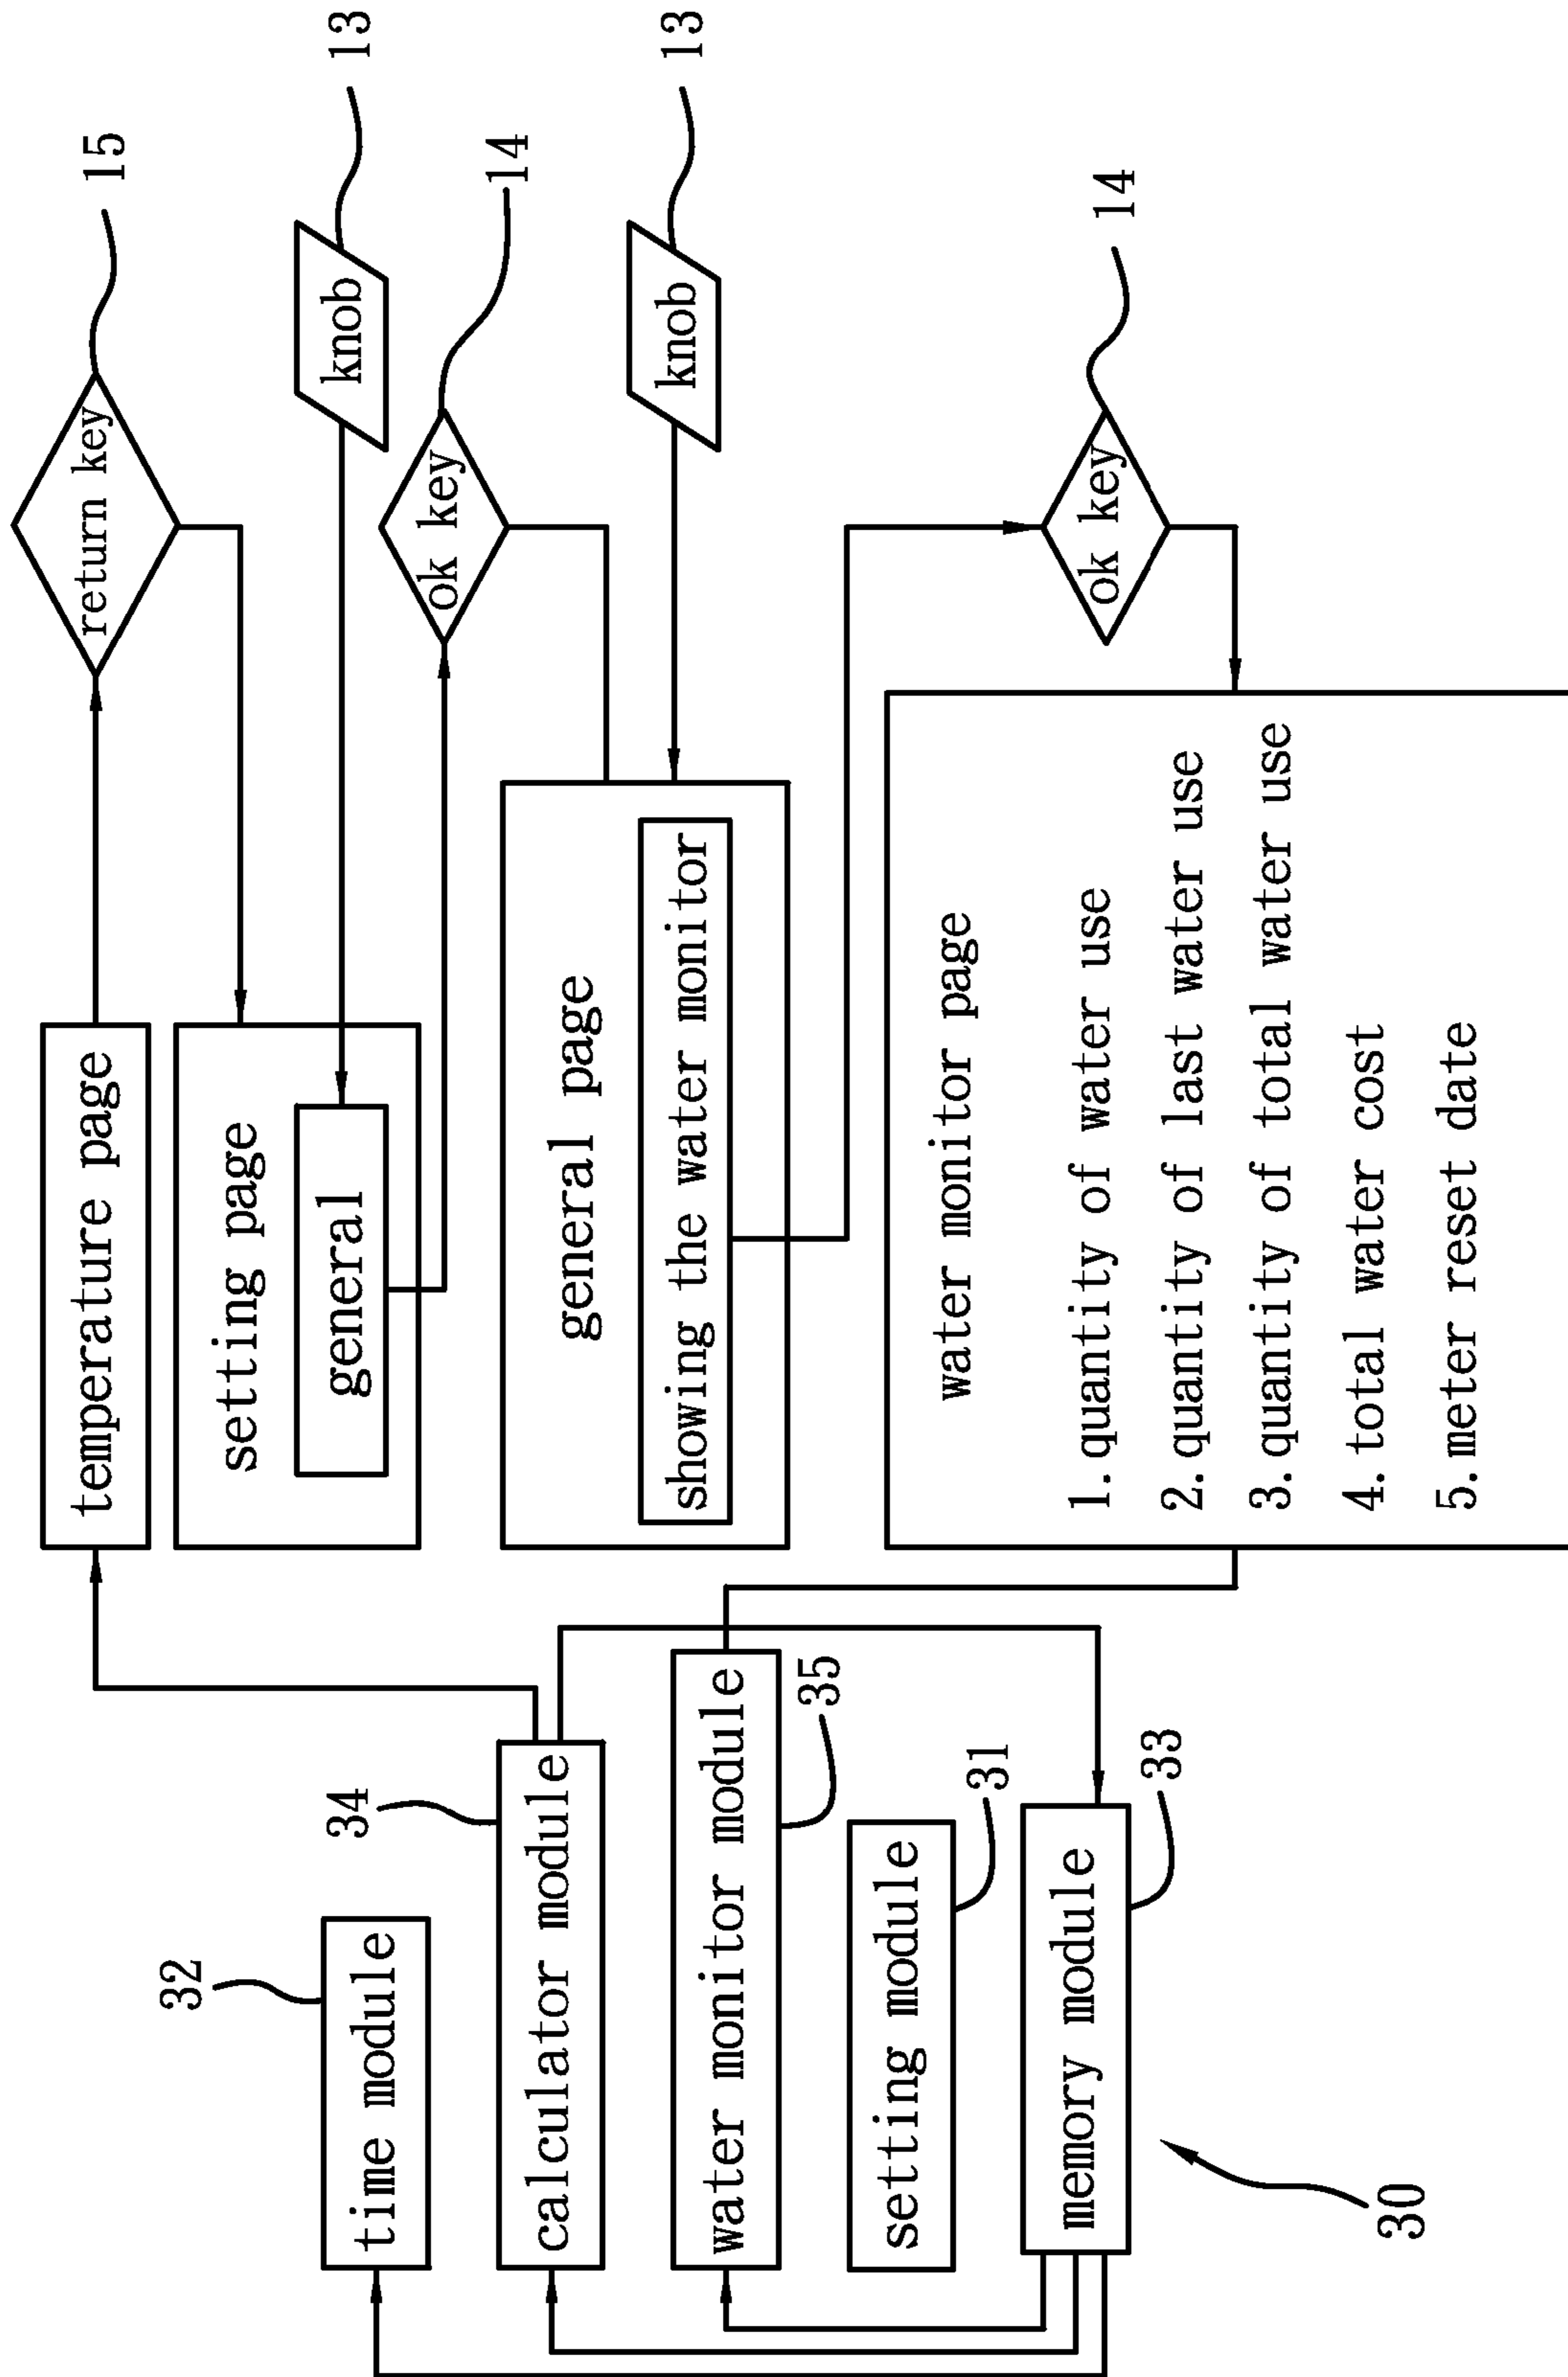 32
time module
34
calculator module
water monitor module
35
setting module
31
memory module
33
30
temperature page
return key
15
setting page
general
knob
13
ok key
14
general page
showing the water monitor
knob
13
ok key
14
water monitor page
1.quantity of water use
2.quantity of last water use
3.quantity of total water use
4.total water cost
5.meter reset date